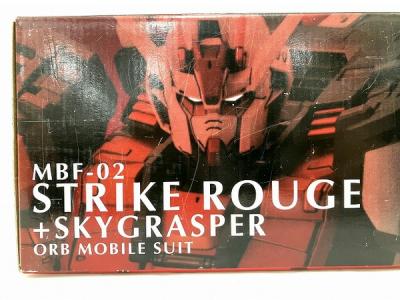 MBF-02
STRIKE ROUGE
+SKYGRASPER
ORB MOBILE SUIT